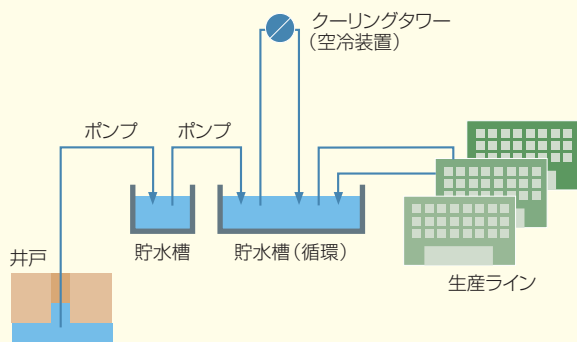 クーリングタワー
(空冷装置)
ポンプ
ポンプ
井戸
貯水槽
貯水槽(循環)
生産ライン